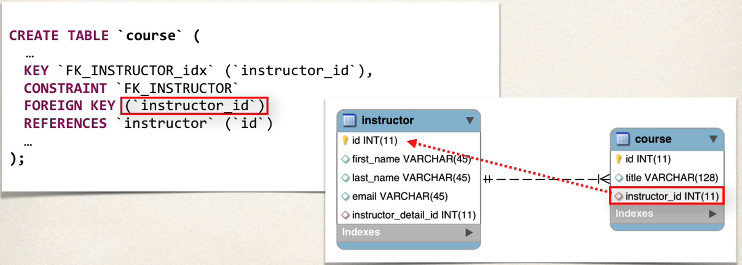 CREATE TABLE `course` (
…
KEY `FK_INSTRUCTOR_idx` (`instructor_id`),
CONSTRAINT `FK_INSTRUCTOR`
FOREIGN KEY (`instructor_id`)
REFERENCES `instructor` (`id`)
…
);
instructor
id INT(11)
first_name VARCHAR(45)
last_name VARCHAR(45)
email VARCHAR(45)
instructor_detail_id INT(11)
Indexes
course
id INT(11)
title VARCHAR(128)
instructor_id INT(11)
Indexes